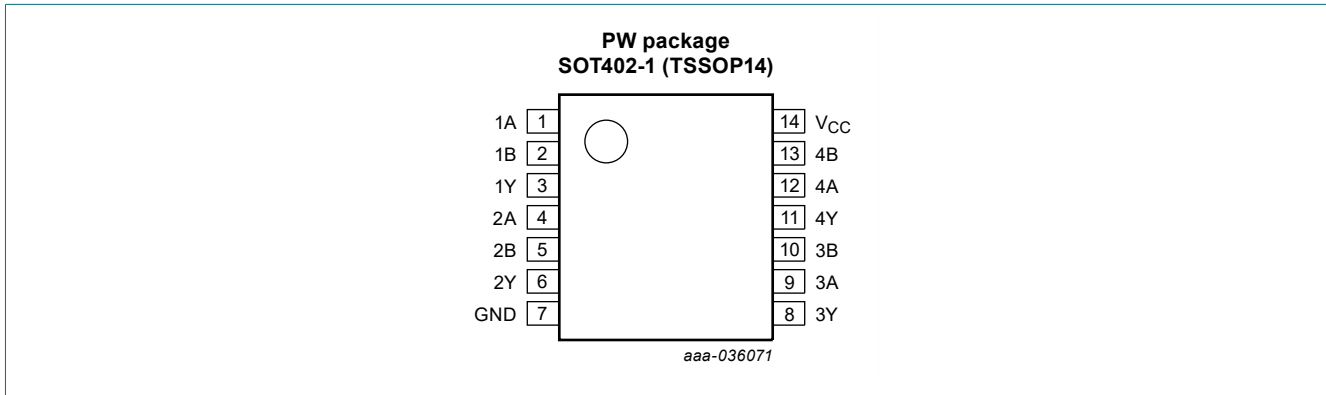 PW package
SOT402-1 (TSSOP14)
1A 1 14 VCC
1B 2 13 4B
1Y 3 12 4A
2A 4 11 4Y
2B 5 10 3B
2Y 6 9 3A
GND 7 8 3Y
aaa-036071